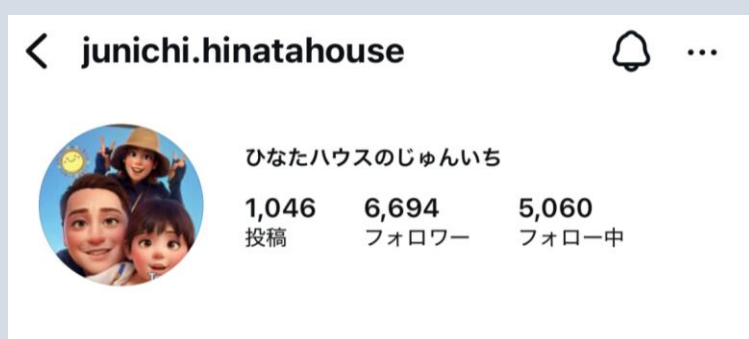 junichi.hinatahouse
ひなたハウスのじゅんいち
1,046 6,694 5,060
投稿 フォロワー フォロー中